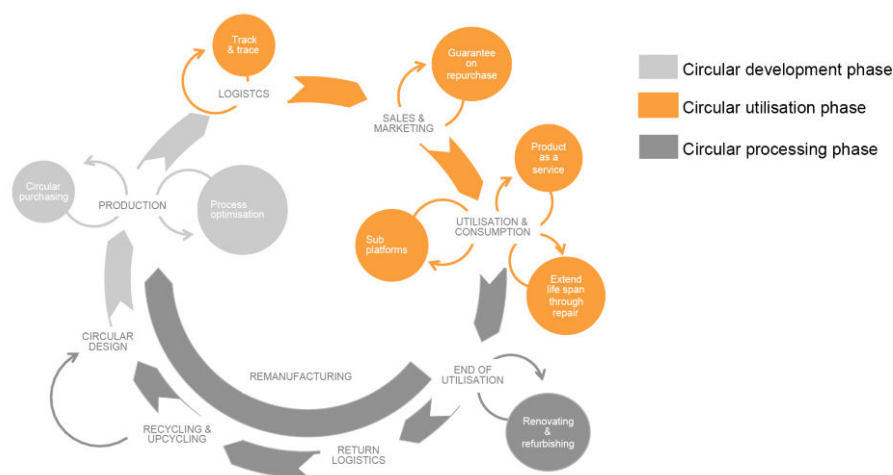 Track
& trace
LOGISTCS
Guarantee
on
repurchase
SALES &
MARKETING
Circular development phase
Circular utilisation phase
Circular processing phase
Circular
purchasing
PRODUCTION
Process
optimisation
Product
as a
service
Sub
platforms
UTILISATION &
CONSUMPTION
Extend
life span
through
repair
CIRCULAR
DESIGN
REMANUFACTURING
END OF
UTILISATION
RECYCLING &
UPCYCLING
RETURN
LOGISTICS
Renovating
&
refurbishing